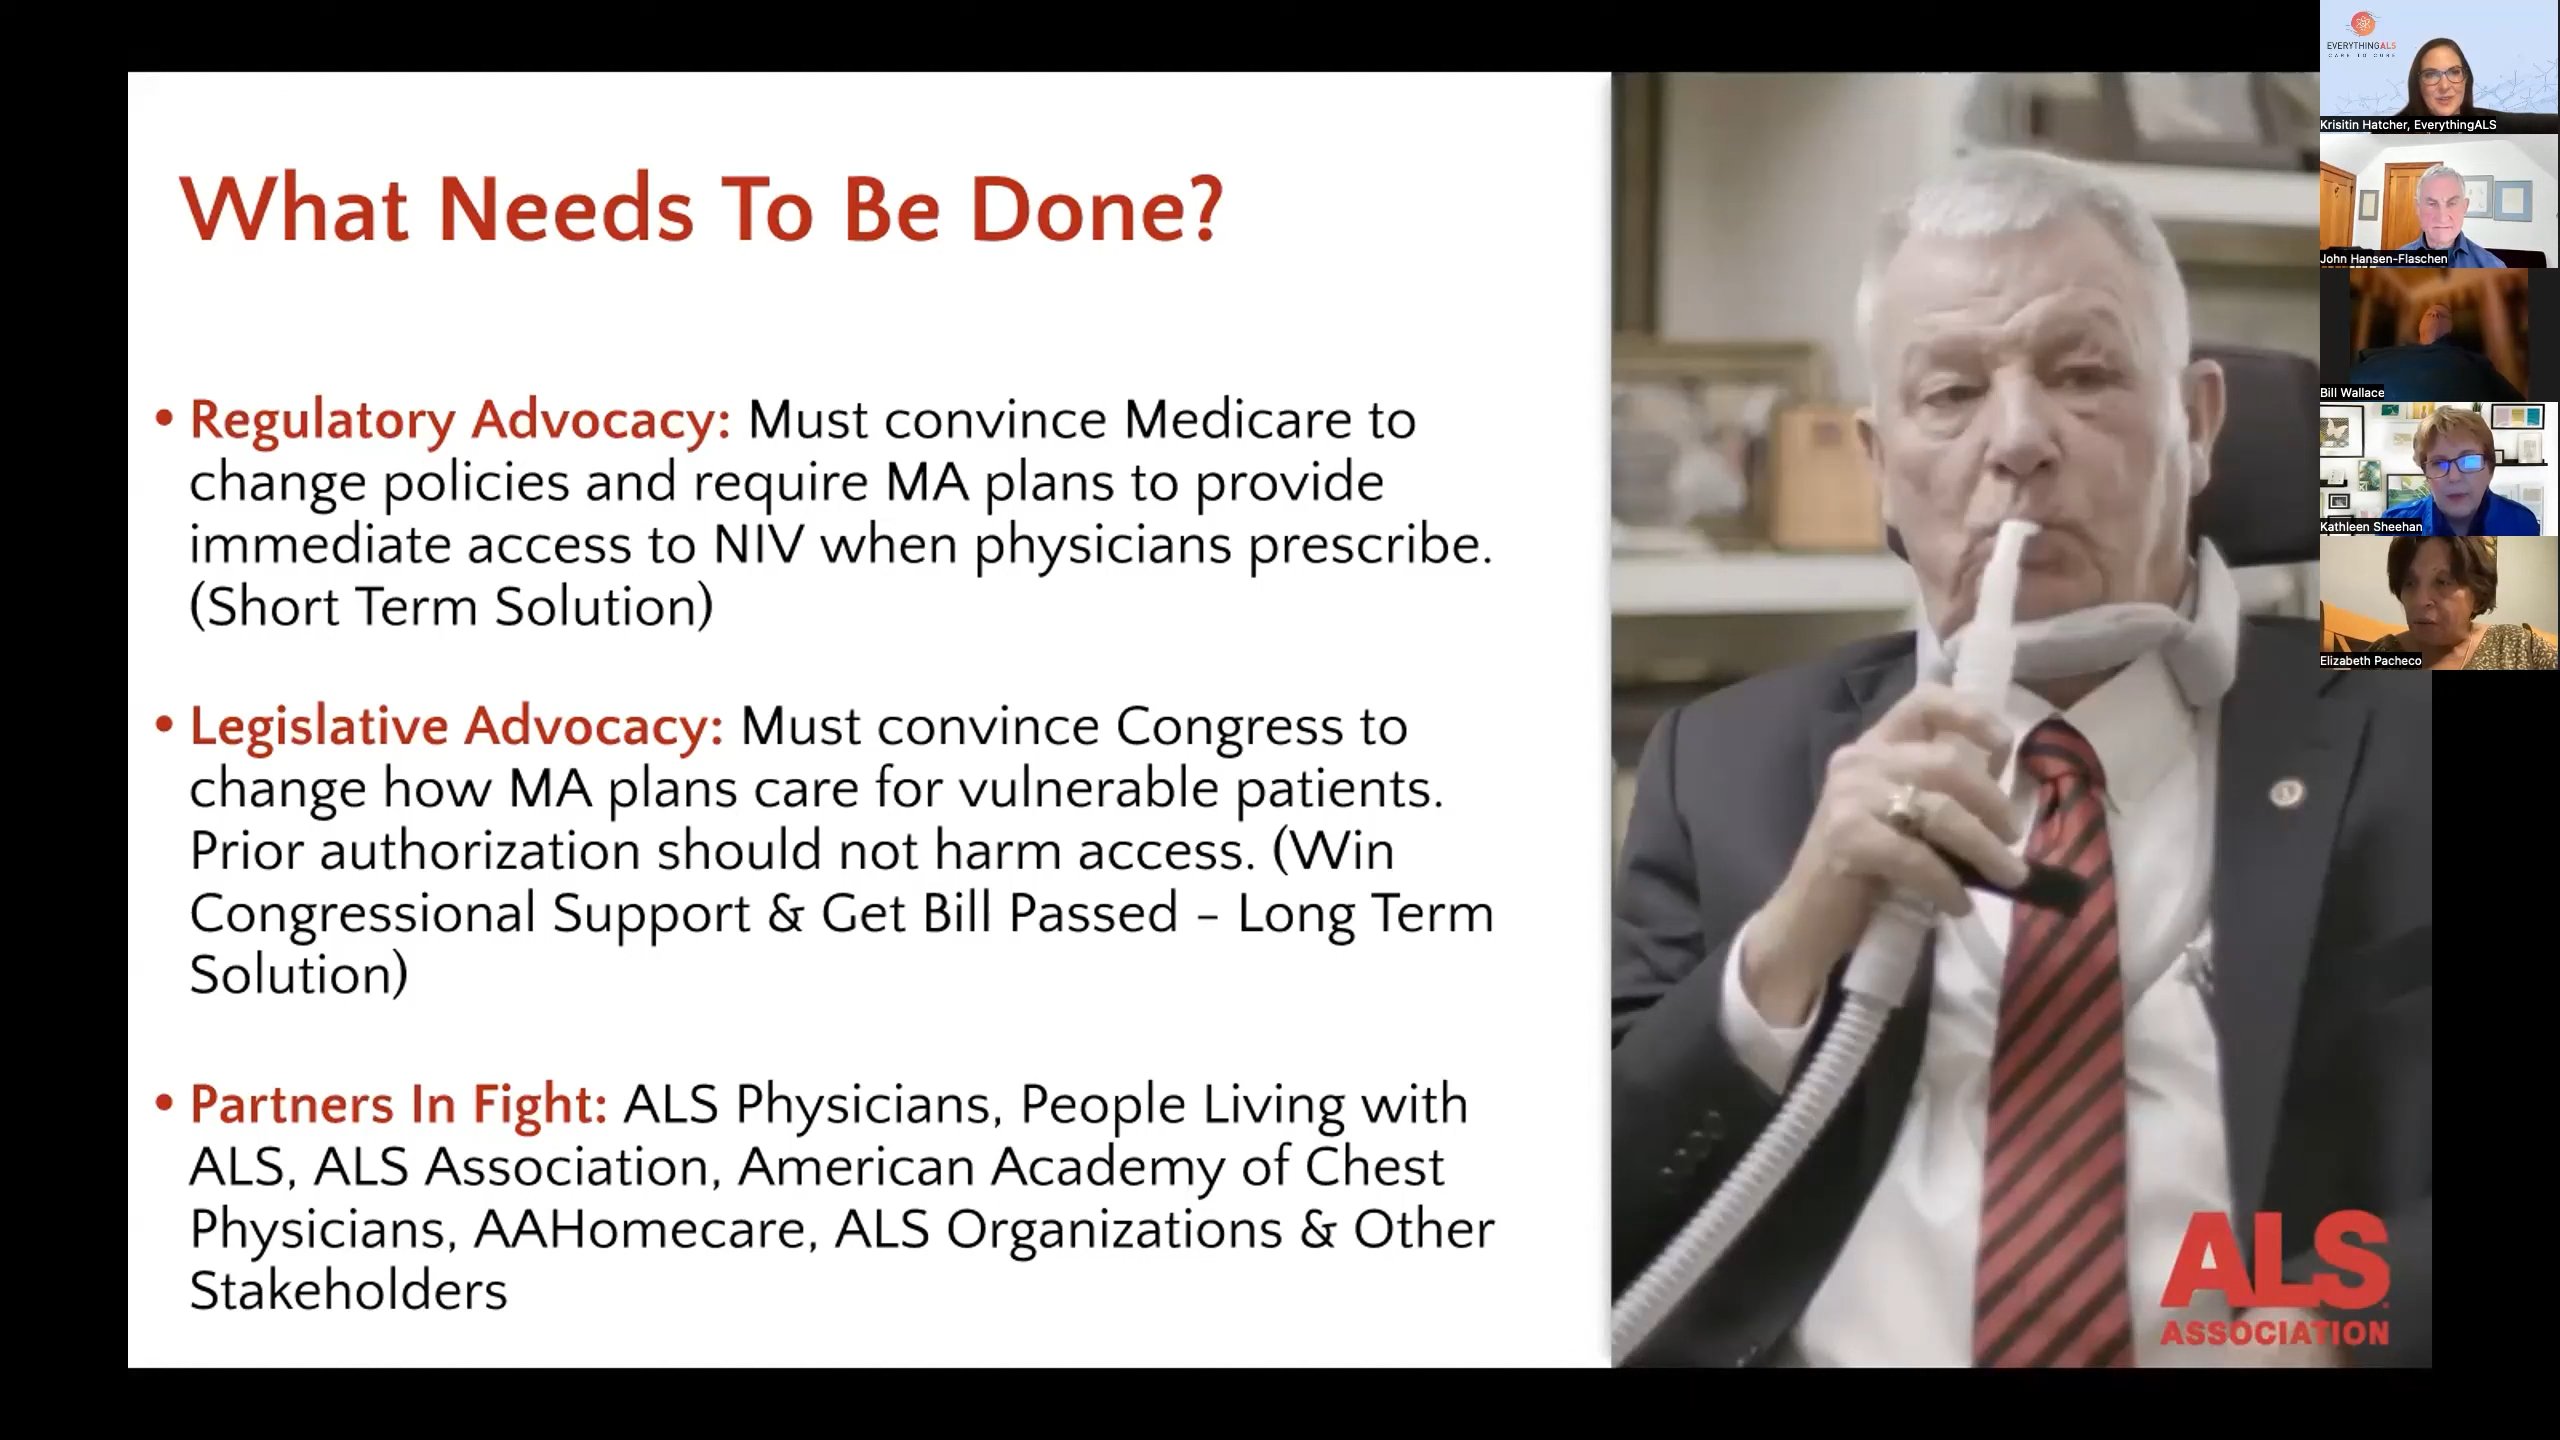 What Needs To Be Done?
• Regulatory Advocacy: Must convince Medicare to
change policies and require MA plans to provide
immediate access to NIV when physicians prescribe.
(Short Term Solution)
• Legislative Advocacy: Must convince Congress to
change how MA plans care for vulnerable patients.
Prior authorization should not harm access. (Win
Congressional Support & Get Bill Passed – Long Term
Solution)
• Partners In Fight: ALS Physicians, People Living with
ALS, ALS Association, American Academy of Chest
Physicians, AAHomecare, ALS Organizations & Other
Stakeholders
ALS
ASSOCIATION
EVERYTHINGALS
CARE TO CURE
Krisitin Hatcher, EverythingALS
John Hansen-Flaschen
Bill Wallace
Kathleen Sheehan
Elizabeth Pacheco